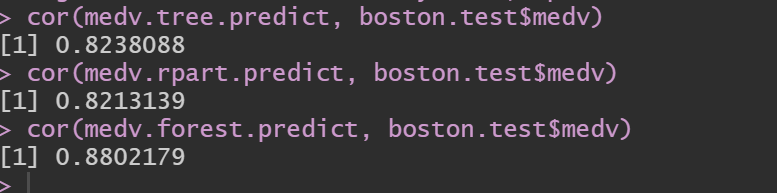 > cor(medv.tree.predict, boston.test$medv)
[1] 0.8238088
> cor(medv.rpart.predict, boston.test$medv)
[1] 0.8213139
> cor(medv.forest.predict, boston.test$medv)
[1] 0.8802179
>